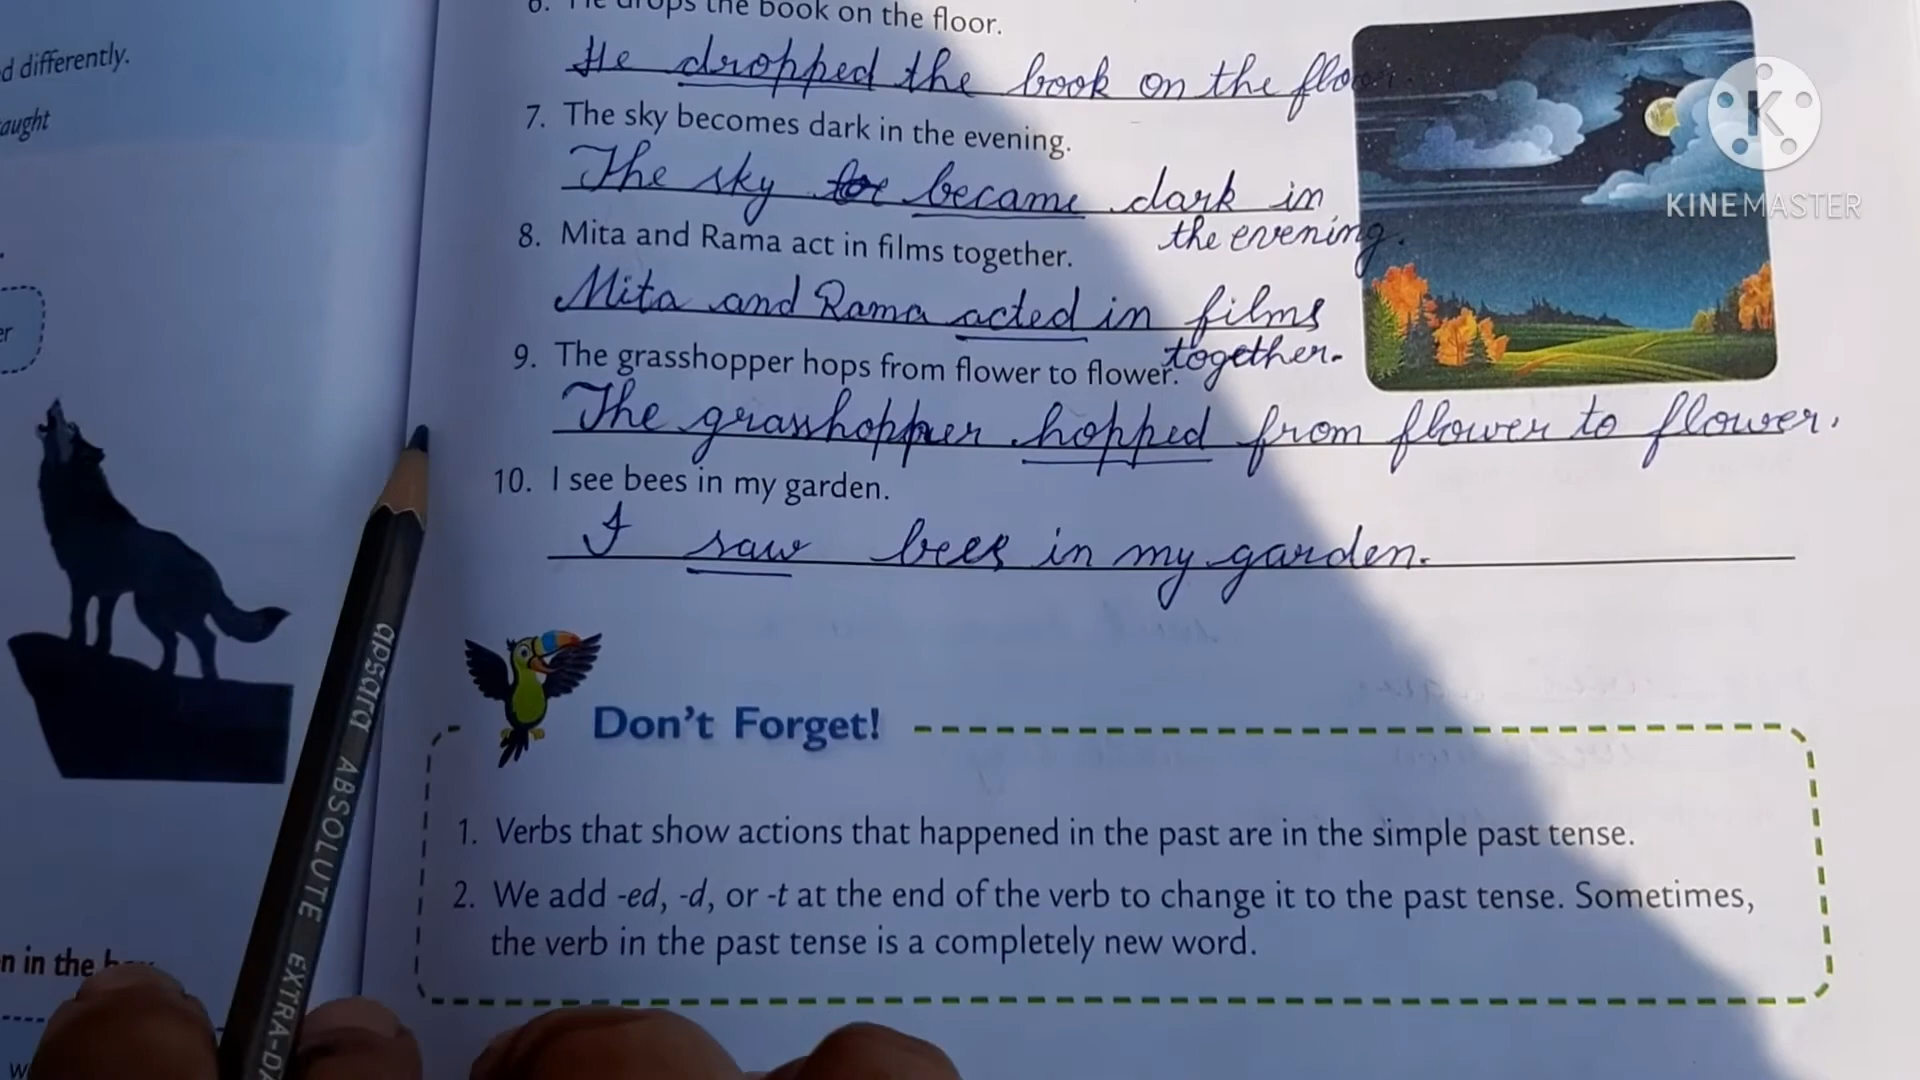 d differently.
aught
er
n in the
6. He drops the book on the floor.
He dropped the book on the
7. The sky becomes dark in the evening.
The sky became dark in
the evening.
8. Mita and Rama act in films together.
Mita and Rama acted in films
together.
9. The grasshopper hops from flower to flower.
The grasshopper hopped from flower to flower.
10. I see bees in my garden.
I saw bees in my garden.
Don't Forget!
1. Verbs that show actions that happened in the past are in the simple past tense.
2. We add -ed, -d, or -t at the end of the verb to change it to the past tense. Sometimes,
the verb in the past tense is a completely new word.
apsara ABSOLUTE EXTRA-DA
K
KINEMASTER